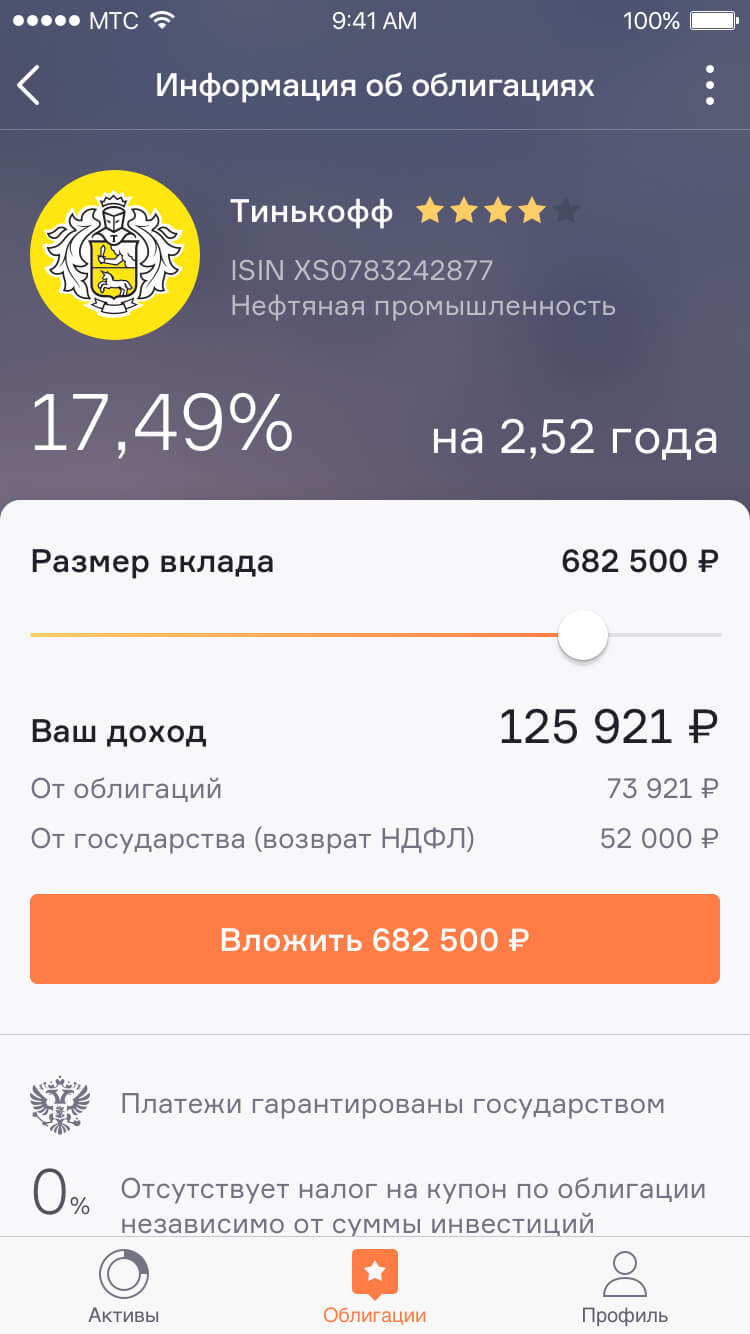 МТС 9:41 AM 100%
Информация об облигациях
Тинькофф
ISIN XS0783242877
Нефтяная промышленность
17,49% на 2,52 года
Размер вклада 682 500 ₽
Ваш доход 125 921 ₽
От облигаций 73 921 ₽
От государства (возврат НДФЛ) 52 000 ₽
Вложить 682 500 ₽
Платежи гарантированы государством
0% Отсутствует налог на купон по облигации
независимо от суммы инвестиций
Активы Облигации Профиль